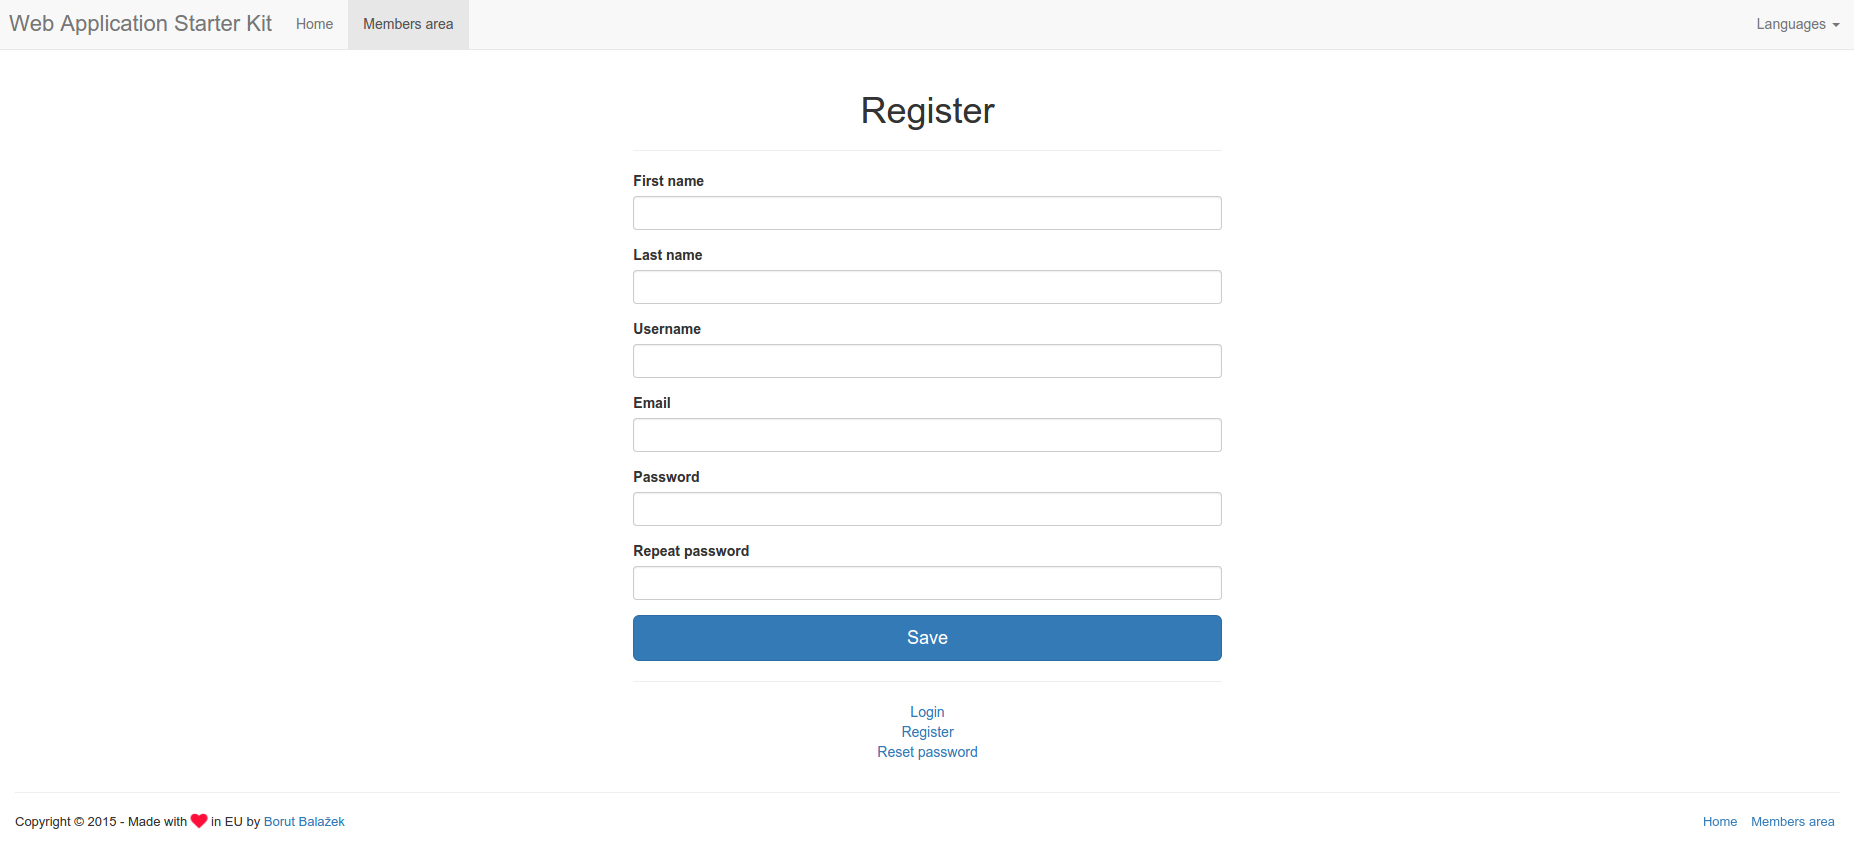 Web Application Starter Kit Home Members area Languages
Register
First name
Last name
Username
Email
Password
Repeat password
Save
Login
Register
Reset password
Copyright © 2015 - Made with in EU by Borut Balažek Home Members area